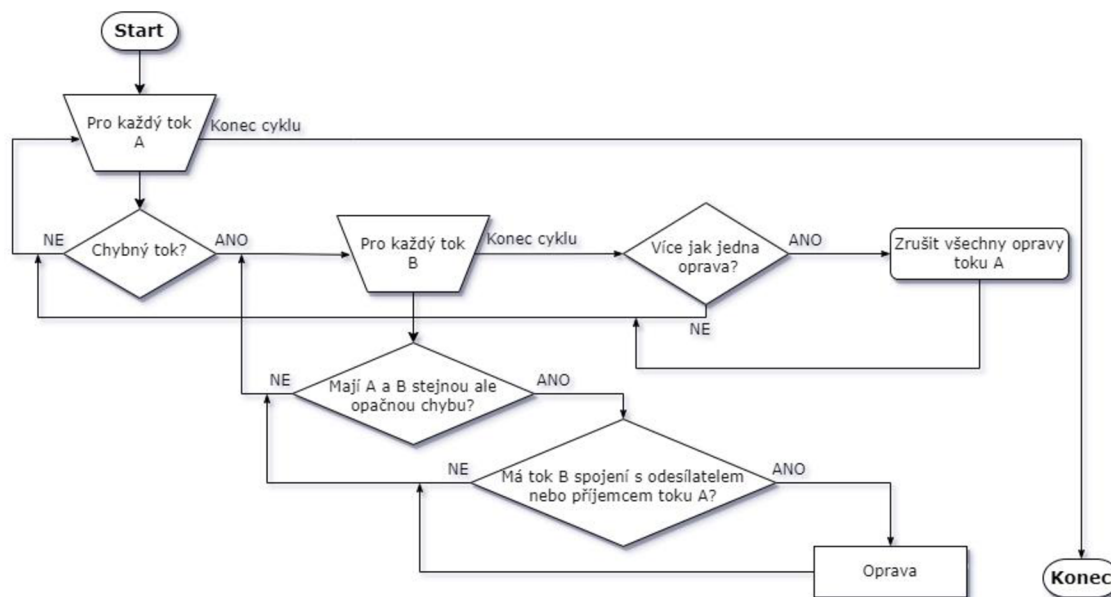 Start
Pro každý tok
A
Konec cyklu
NE
Chybný tok?
ANO
Pro každý tok
B
Konec cyklu
Více jak jedna
oprava?
ANO
Zrušit všechny opravy
toku A
NE
NE
Mají A a B stejnou ale
opačnou chybu?
ANO
NE
Má tok B spojení s odesílatelem
nebo příjemcem toku A?
ANO
Oprava
Konec